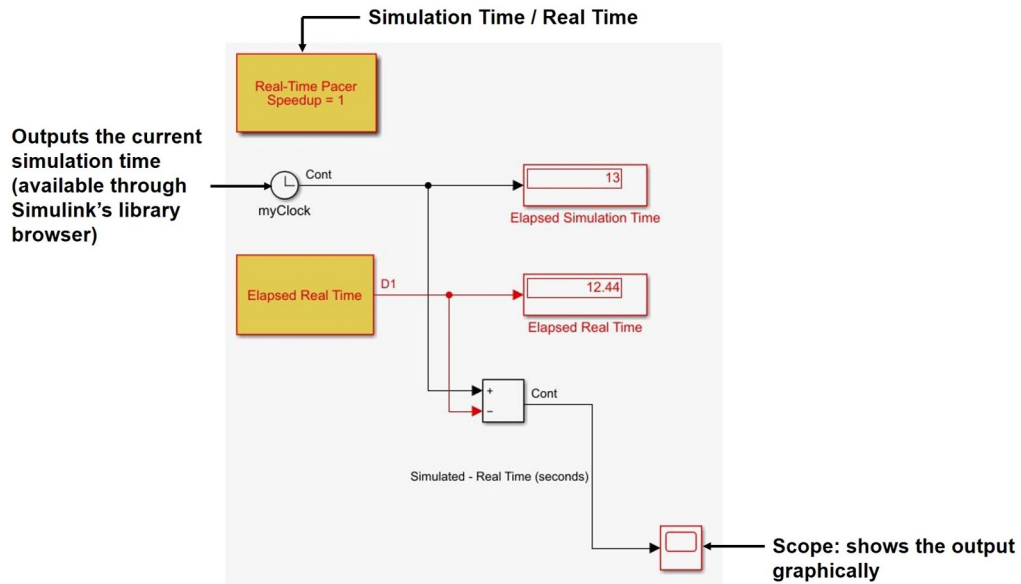 Simulation Time / Real Time
Real-Time Pacer
Speedup = 1
Outputs the current
simulation time
(available through
Simulink’s library
browser)
Cont
myClock
13
Elapsed Simulation Time
Elapsed Real Time
D1
12.44
Elapsed Real Time
+
−
Cont
Simulated - Real Time (seconds)
Scope: shows the output
graphically